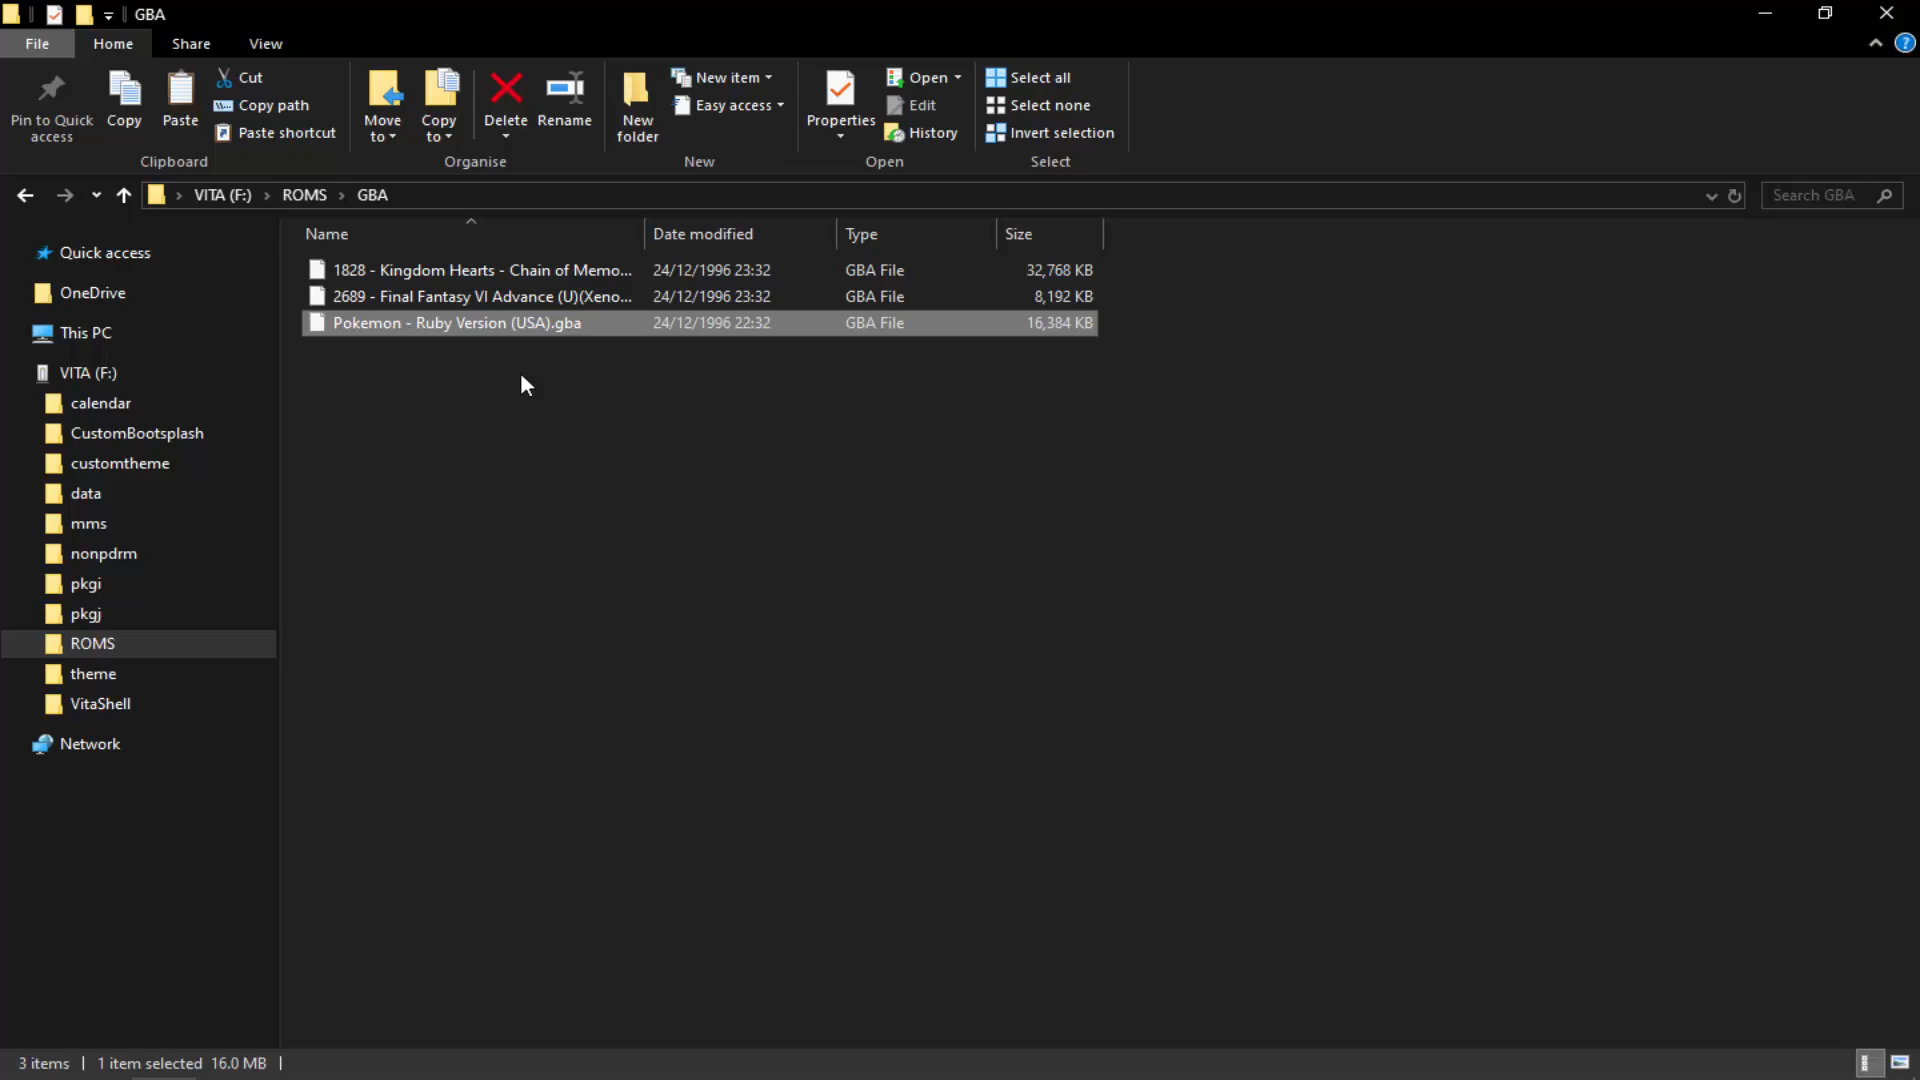 GBA
File Home Share View
Pin to Quick access
Copy
Paste
Cut
Copy path
Paste shortcut
Clipboard
Move to
Copy to
Delete
Rename
Organise
New folder
New item
Easy access
New
Properties
Open
Edit
History
Open
Select all
Select none
Invert selection
Select
VITA (F:) › ROMS › GBA
Search GBA
Name Date modified Type Size
1828 - Kingdom Hearts - Chain of Memo... 24/12/1996 23:32 GBA File 32,768 KB
2689 - Final Fantasy VI Advance (U)(Xeno... 24/12/1996 23:32 GBA File 8,192 KB
Pokemon - Ruby Version (USA).gba 24/12/1996 22:32 GBA File 16,384 KB
Quick access
OneDrive
This PC
VITA (F:)
calendar
CustomBootsplash
customtheme
data
mms
nonpdrm
pkgi
pkgj
ROMS
theme
VitaShell
Network
3 items | 1 item selected 16.0 MB |